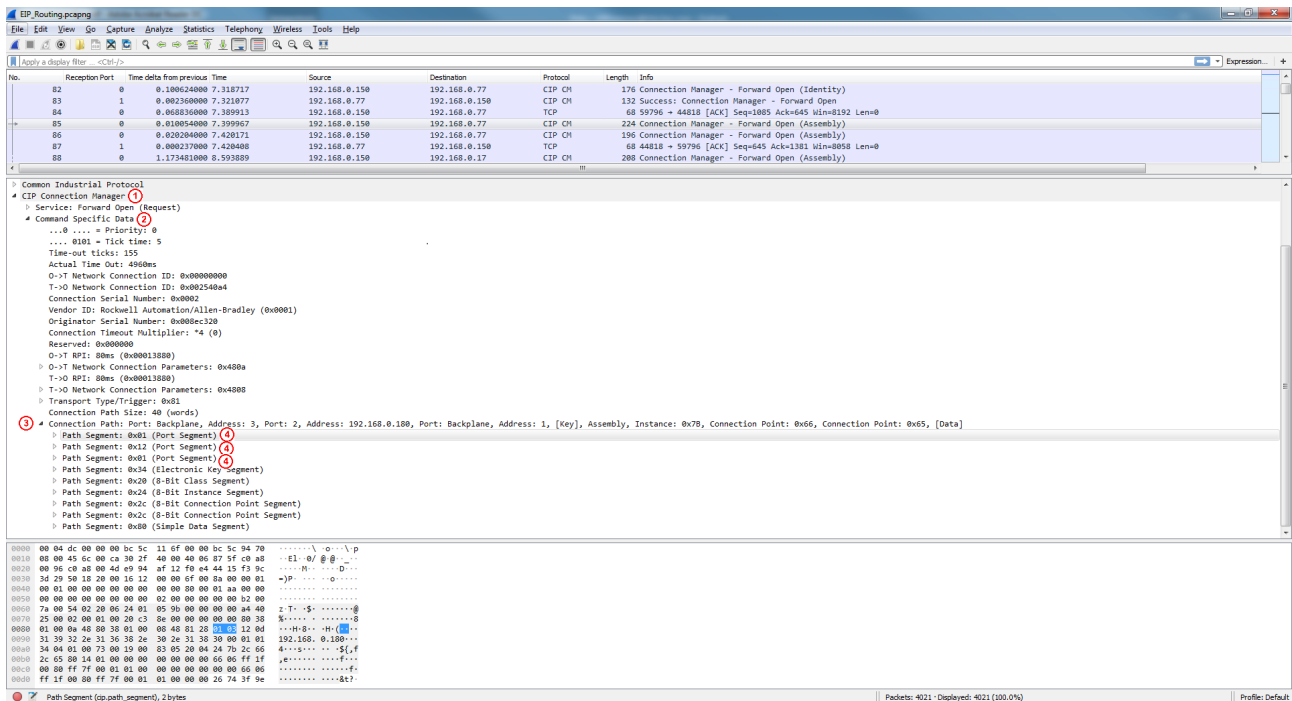 EIP_Routing.pcapng
File Edit View Go Capture Analyze Statistics Telephony Wireless Tools Help
Apply a display filter ... <Ctrl-/> Expression... +
No. Reception Port Time delta from previous Time Source Destination Protocol Length Info
82 0 0.100624000 7.318717 192.168.0.150 192.168.0.77 CIP CM 176 Connection Manager - Forward Open (Identity)
83 1 0.002360000 7.321077 192.168.0.77 192.168.0.150 CIP CM 132 Success: Connection Manager - Forward Open
84 0 0.068836000 7.389913 192.168.0.150 192.168.0.77 TCP 68 59796 → 44818 [ACK] Seq=1085 Ack=645 Win=8192 Len=0
85 0 0.010054000 7.399967 192.168.0.150 192.168.0.77 CIP CM 224 Connection Manager - Forward Open (Assembly)
86 0 0.020204000 7.420171 192.168.0.150 192.168.0.77 CIP CM 196 Connection Manager - Forward Open (Assembly)
87 1 0.000237000 7.420408 192.168.0.77 192.168.0.150 TCP 68 44818 → 59796 [ACK] Seq=645 Ack=1381 Win=8058 Len=0
88 0 1.173481000 8.593889 192.168.0.150 192.168.0.17 CIP CM 208 Connection Manager - Forward Open (Assembly)
Common Industrial Protocol
CIP Connection Manager 1
Service: Forward Open (Request)
Command Specific Data 2
...0 .... = Priority: 0
.... 0101 = Tick time: 5
Time-out ticks: 155
Actual Time Out: 4960ms
O->T Network Connection ID: 0x00000000
T->O Network Connection ID: 0x002540a4
Connection Serial Number: 0x0002
Vendor ID: Rockwell Automation/Allen-Bradley (0x0001)
Originator Serial Number: 0x008ec320
Connection Timeout Multiplier: *4 (0)
Reserved: 0x000000
O->T RPI: 80ms (0x00013880)
O->T Network Connection Parameters: 0x480a
T->O RPI: 80ms (0x00013880)
T->O Network Connection Parameters: 0x4808
Transport Type/Trigger: 0x81
Connection Path Size: 40 (words)
3 Connection Path: Port: Backplane, Address: 3, Port: 2, Address: 192.168.0.180, Port: Backplane, Address: 1, [Key], Assembly, Instance: 0x7B, Connection Point: 0x66, Connection Point: 0x65, [Data]
Path Segment: 0x01 (Port Segment) 4
Path Segment: 0x12 (Port Segment) 4
Path Segment: 0x01 (Port Segment) 4
Path Segment: 0x34 (Electronic Key Segment)
Path Segment: 0x20 (8-Bit Class Segment)
Path Segment: 0x24 (8-Bit Instance Segment)
Path Segment: 0x2c (8-Bit Connection Point Segment)
Path Segment: 0x2c (8-Bit Connection Point Segment)
Path Segment: 0x80 (Simple Data Segment)
0000 00 04 dc 00 00 00 bc 5c 11 6f 00 00 bc 5c 94 70 ·······\ ·o···\·p
0010 08 00 45 6c 00 ca 30 2f 40 00 40 06 87 5f c0 a8 ··El··0/ @·@··_··
0020 00 96 c0 a8 00 4d e9 94 af 12 f0 e4 44 15 f3 9c ·····M·· ····D···
0030 3d 29 50 18 20 00 16 12 00 00 6f 00 8a 00 00 01 =)P· ··· ··o·····
0040 00 01 00 00 00 00 00 00 00 00 80 00 01 aa 00 00 ········ ········
0050 00 00 00 00 00 00 00 00 02 00 00 00 00 00 b2 00 ········ ········
0060 7a 00 54 02 20 06 24 01 05 9b 00 00 00 00 a4 40 z·T· ·$· ·······@
0070 25 00 02 00 01 00 20 c3 8e 00 00 00 00 00 80 38 %····· · ·······8
0080 01 00 0a 48 80 38 01 00 08 48 81 28 01 03 12 0d ···H·8·· ·H·(····
0090 31 39 32 2e 31 36 38 2e 30 2e 31 38 30 00 01 01 192.168. 0.180···
00a0 34 04 01 00 73 00 19 00 83 05 20 04 24 7b 2c 66 4···s··· ·· ·${,f
00b0 2c 65 80 14 01 00 00 00 00 00 00 00 66 06 ff 1f ,e······ ····f···
00c0 00 80 ff 7f 00 01 01 00 00 00 00 00 00 00 66 06 ········ ······f·
00d0 ff 1f 00 80 ff 7f 00 01 01 00 00 00 26 74 3f 9e ········ ····&t?·
Path Segment (cip.path_segment), 2 bytes Packets: 4021 · Displayed: 4021 (100.0%) Profile: Default